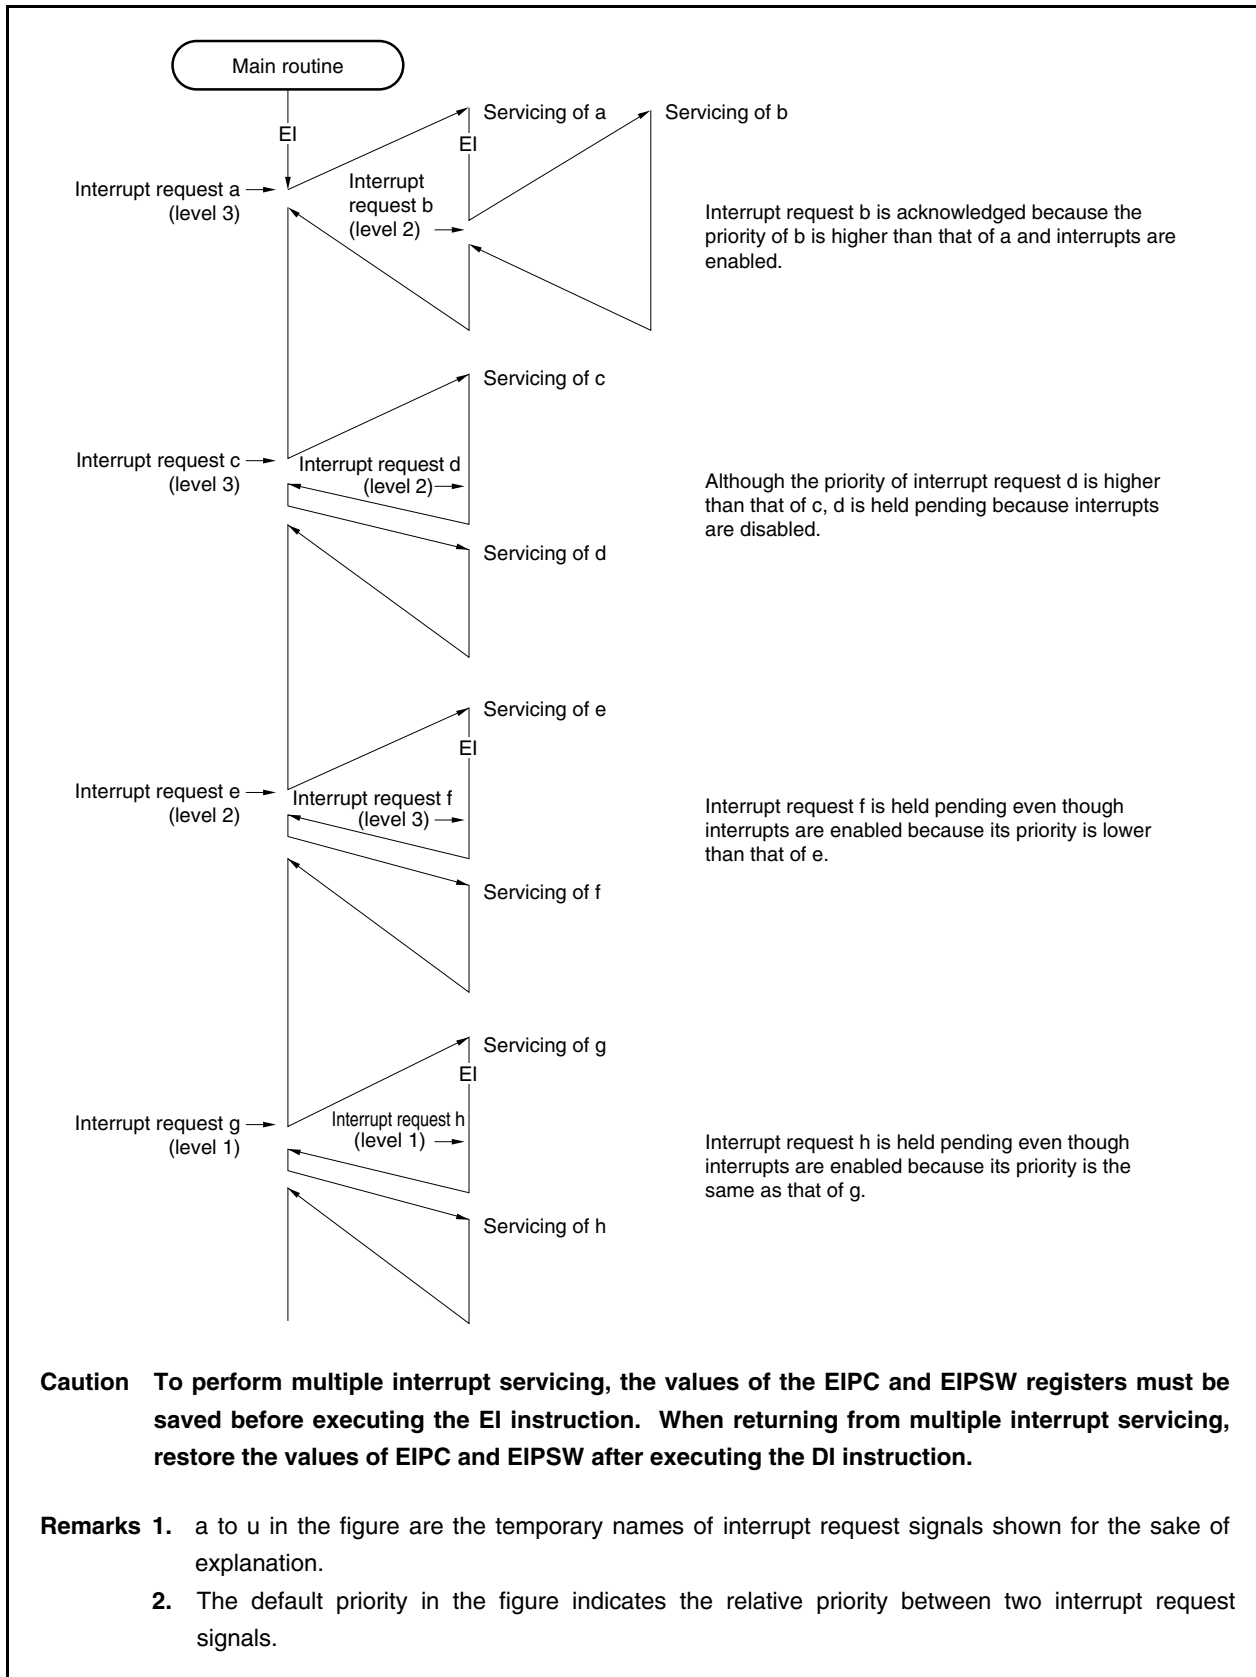 Main routine
EI
Servicing of a
Servicing of b
EI
Interrupt request a
(level 3)
Interrupt
request b
(level 2)
Interrupt request b is acknowledged because the
priority of b is higher than that of a and interrupts are
enabled.
Servicing of c
Interrupt request c
(level 3)
Interrupt request d
(level 2)
Although the priority of interrupt request d is higher
than that of c, d is held pending because interrupts
are disabled.
Servicing of d
Servicing of e
EI
Interrupt request e
(level 2)
Interrupt request f
(level 3)
Interrupt request f is held pending even though
interrupts are enabled because its priority is lower
than that of e.
Servicing of f
Servicing of g
EI
Interrupt request g
(level 1)
Interrupt request h
(level 1)
Interrupt request h is held pending even though
interrupts are enabled because its priority is the
same as that of g.
Servicing of h
Caution To perform multiple interrupt servicing, the values of the EIPC and EIPSW registers must be
saved before executing the EI instruction. When returning from multiple interrupt servicing,
restore the values of EIPC and EIPSW after executing the DI instruction.
Remarks 1. a to u in the figure are the temporary names of interrupt request signals shown for the sake of
explanation.
2. The default priority in the figure indicates the relative priority between two interrupt request
signals.